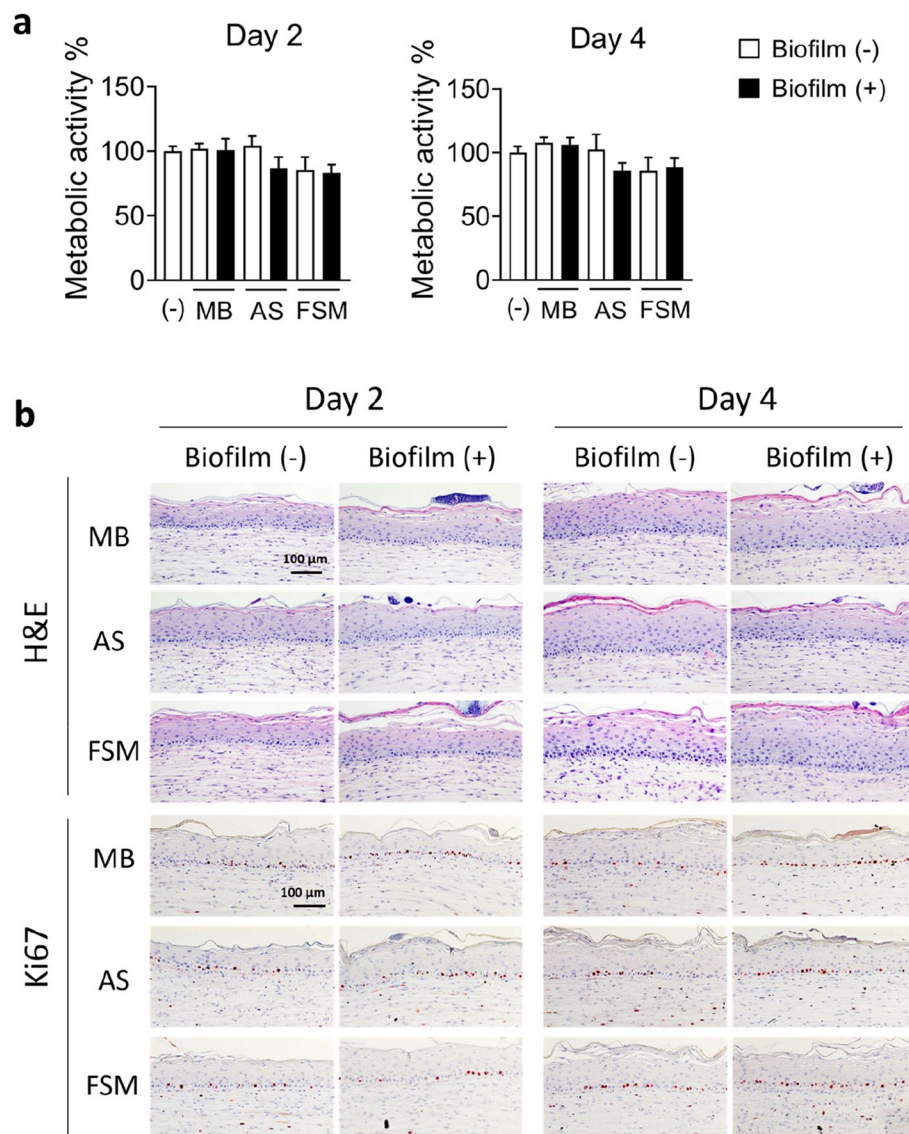 a
Day 2
Day 4
Biofilm (-)
Biofilm (+)
Metabolic activity %
150
100
50
0
(-) MB AS FSM
Metabolic activity %
150
100
50
0
(-) MB AS FSM
b
Day 2
Day 4
Biofilm (-)
Biofilm (+)
Biofilm (-)
Biofilm (+)
H&E
MB
100 µm
AS
FSM
Ki67
MB
100 µm
AS
FSM